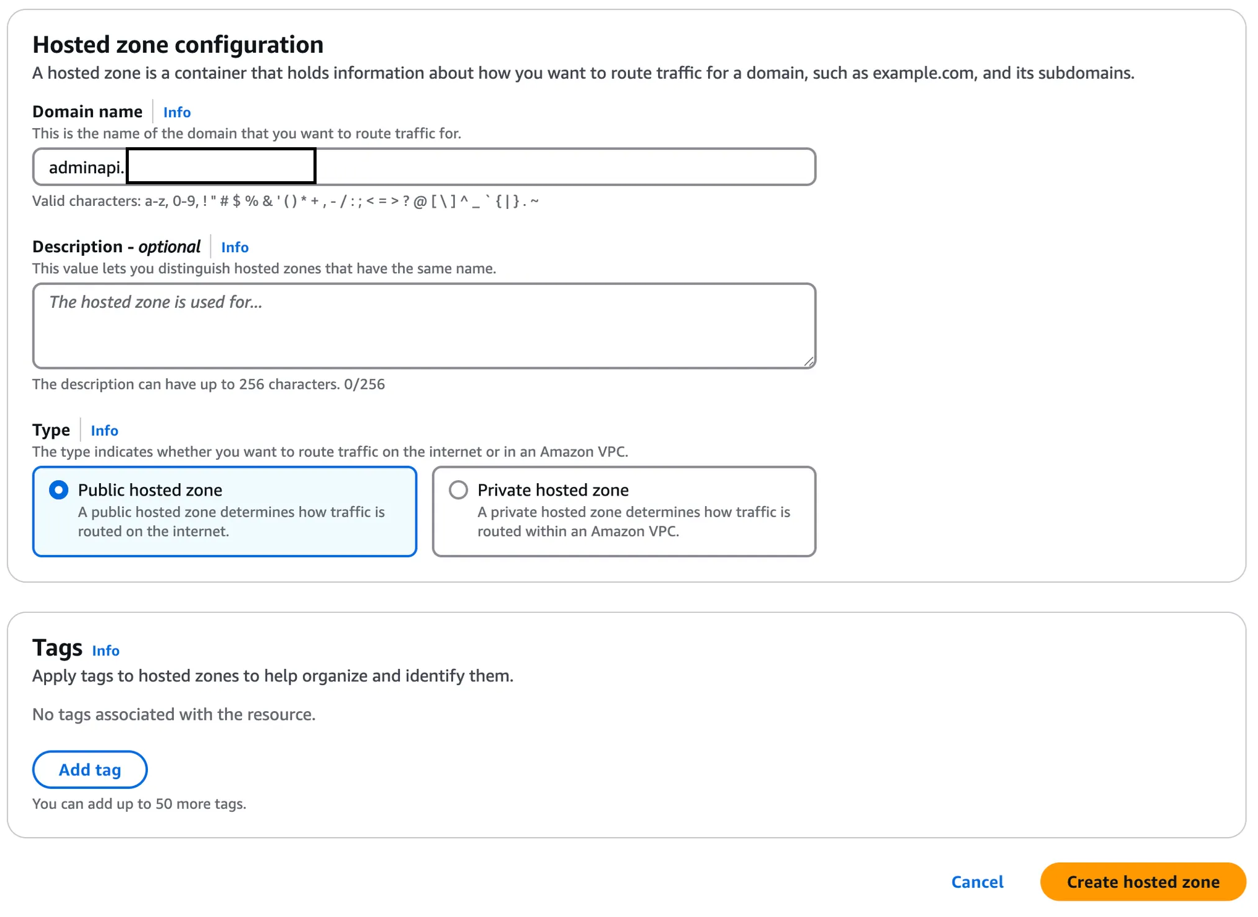 Hosted zone configuration
A hosted zone is a container that holds information about how you want to route traffic for a domain, such as example.com, and its subdomains.
Domain name Info
This is the name of the domain that you want to route traffic for.
adminapi.
Valid characters: a-z, 0-9, ! " # $ % & ' ( ) * + , - / : ; < = > ? @ [ \ ] ^ _ ` { | } . ~
Description - optional Info
This value lets you distinguish hosted zones that have the same name.
The hosted zone is used for...
The description can have up to 256 characters. 0/256
Type Info
The type indicates whether you want to route traffic on the internet or in an Amazon VPC.
Public hosted zone
A public hosted zone determines how traffic is
routed on the internet.
Private hosted zone
A private hosted zone determines how traffic is
routed within an Amazon VPC.
Tags Info
Apply tags to hosted zones to help organize and identify them.
No tags associated with the resource.
Add tag
You can add up to 50 more tags.
Cancel Create hosted zone